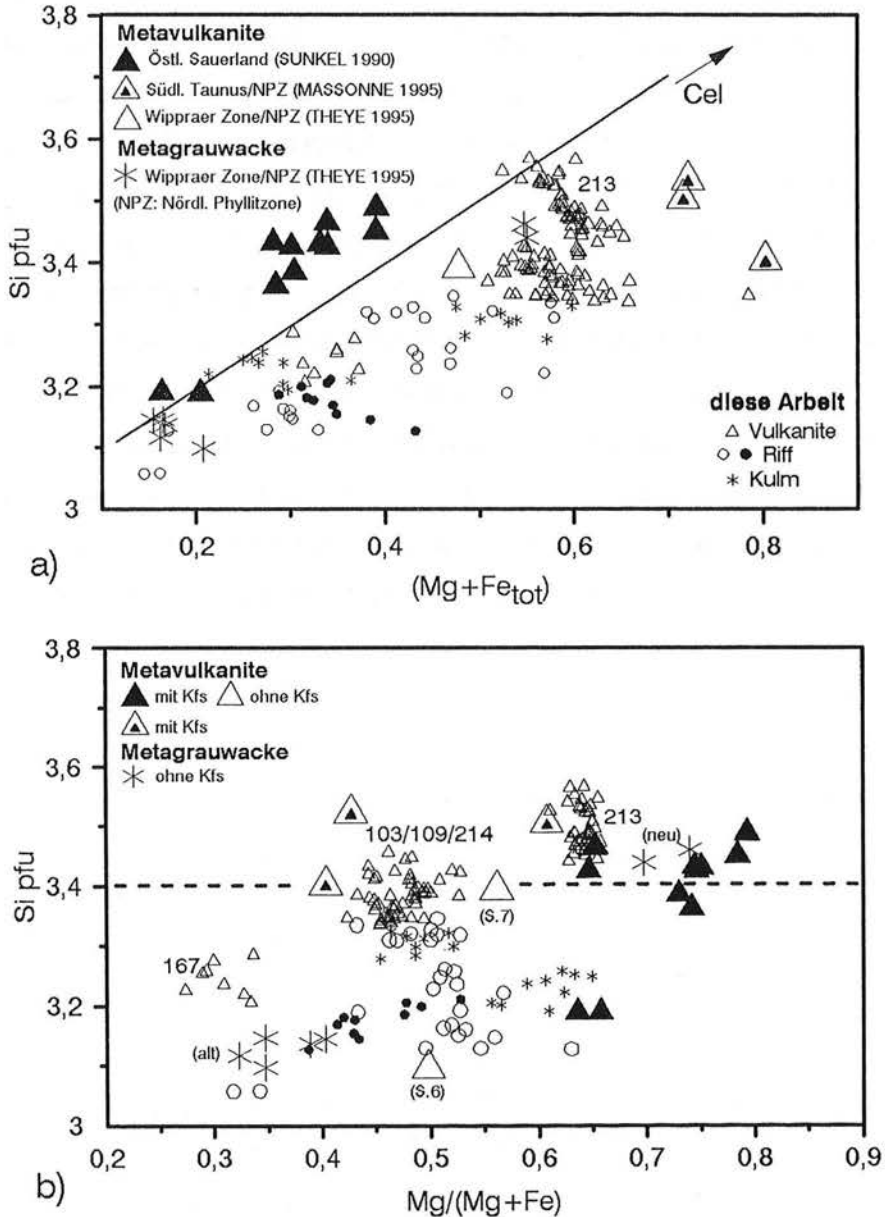 3,8
3,6
3,4
3,2
3
Si pfu
Metavulkanite
Östl. Sauerland (SUNKEL 1990)
Südl. Taunus/NPZ (MASSONNE 1995)
Wippraer Zone/NPZ (THEYE 1995)
Metagrauwacke
Wippraer Zone/NPZ (THEYE 1995)
(NPZ: Nördl. Phyllitzone)
Cel
213
diese Arbeit
Vulkanite
Riff
Kulm
0,2 0,4 0,6 0,8
a)
(Mg+Fetot)
3,8
3,6
3,4
3,2
3
Si pfu
Metavulkanite
mit Kfs ohne Kfs
mit Kfs
Metagrauwacke
ohne Kfs
103/109/214
213
(neu)
(S.7)
167
(alt)
(S.6)
0,2 0,3 0,4 0,5 0,6 0,7 0,8 0,9
b)
Mg/(Mg+Fe)